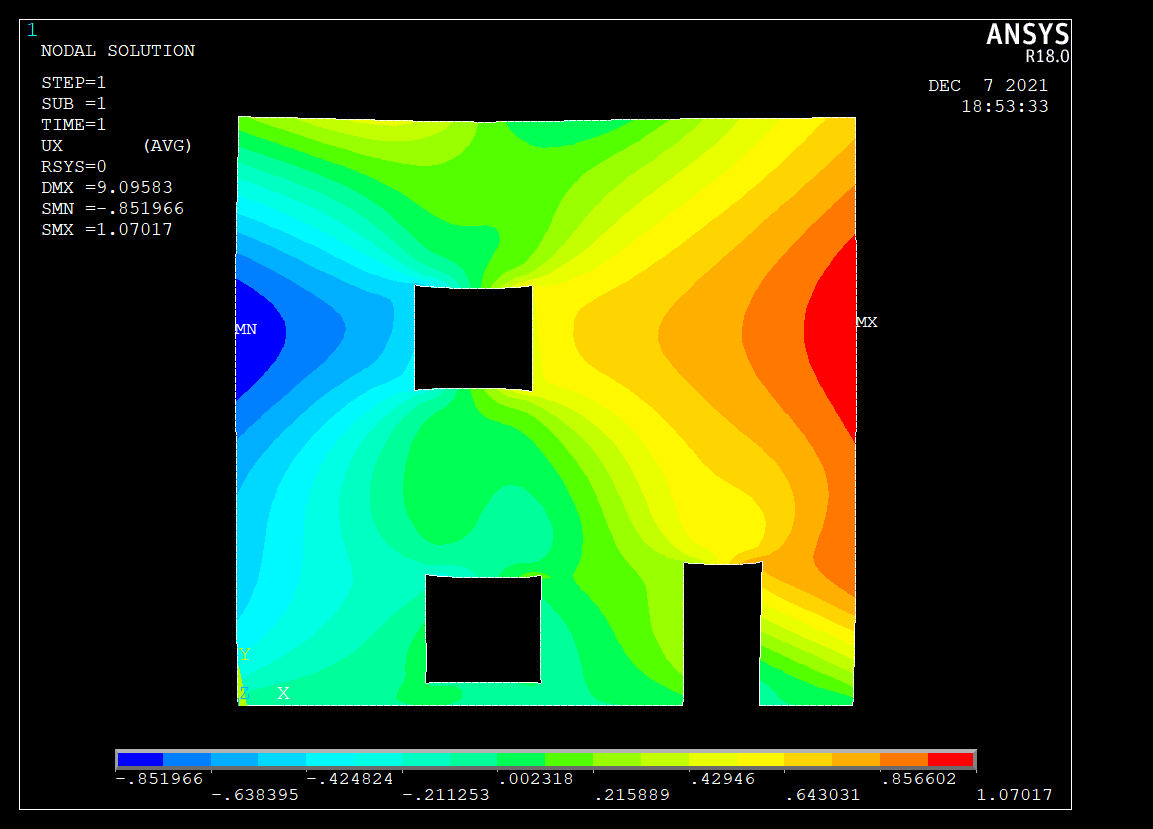 1
ANSYS
R18.0
NODAL SOLUTION
DEC  7 2021
18:53:33
STEP=1
SUB =1
TIME=1
UX       (AVG)
RSYS=0
DMX =9.09583
SMN =-.851966
SMX =1.07017
MN
MX
Y
Z X
-.851966 -.424824 .002318 .42946 .856602
-.638395 -.211253 .215889 .643031 1.07017